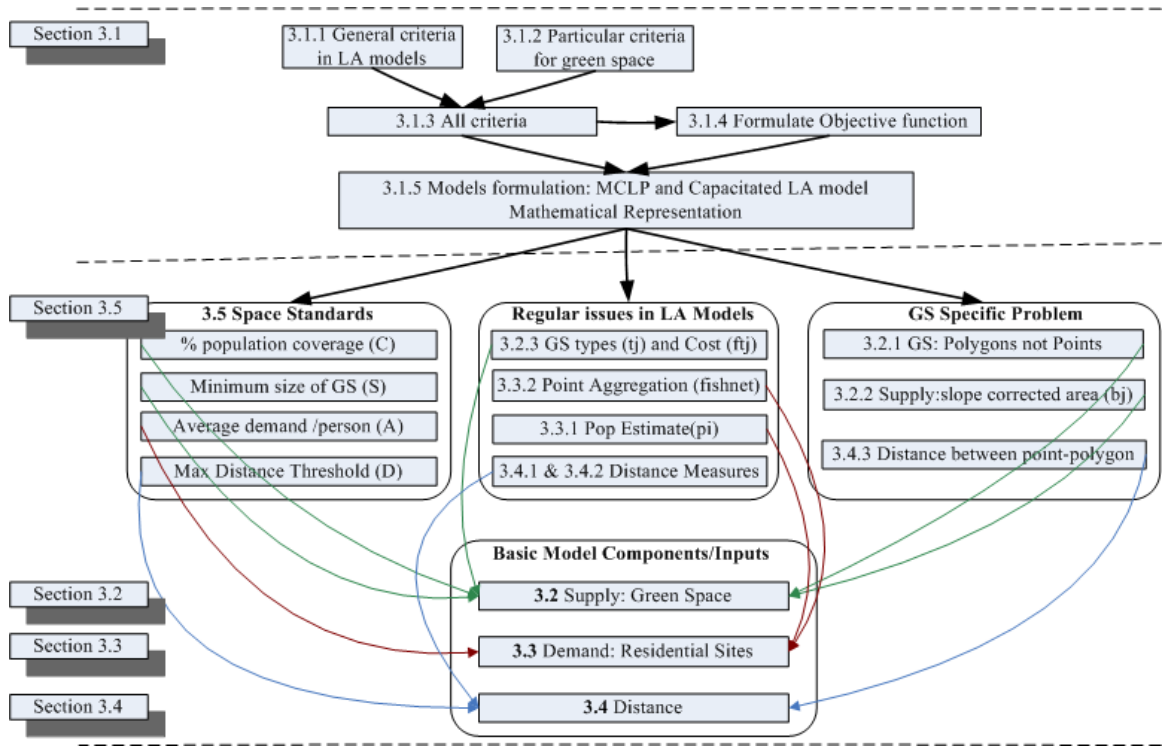 Section 3.1
3.1.1 General criteria
in LA models
3.1.2 Particular criteria
for green space
3.1.3 All criteria
3.1.4 Formulate Objective function
3.1.5 Models formulation: MCLP and Capacitated LA model
Mathematical Representation
Section 3.5
3.5 Space Standards
% population coverage (C)
Minimum size of GS (S)
Average demand /person (A)
Max Distance Threshold (D)
Regular issues in LA Models
3.2.3 GS types (tj) and Cost (ftj)
3.3.2 Point Aggregation (fishnet)
3.3.1 Pop Estimate(pi)
3.4.1 & 3.4.2 Distance Measures
GS Specific Problem
3.2.1 GS: Polygons not Points
3.2.2 Supply:slope corrected area (bj)
3.4.3 Distance between point-polygon
Basic Model Components/Inputs
Section 3.2
3.2 Supply: Green Space
Section 3.3
3.3 Demand: Residential Sites
Section 3.4
3.4 Distance